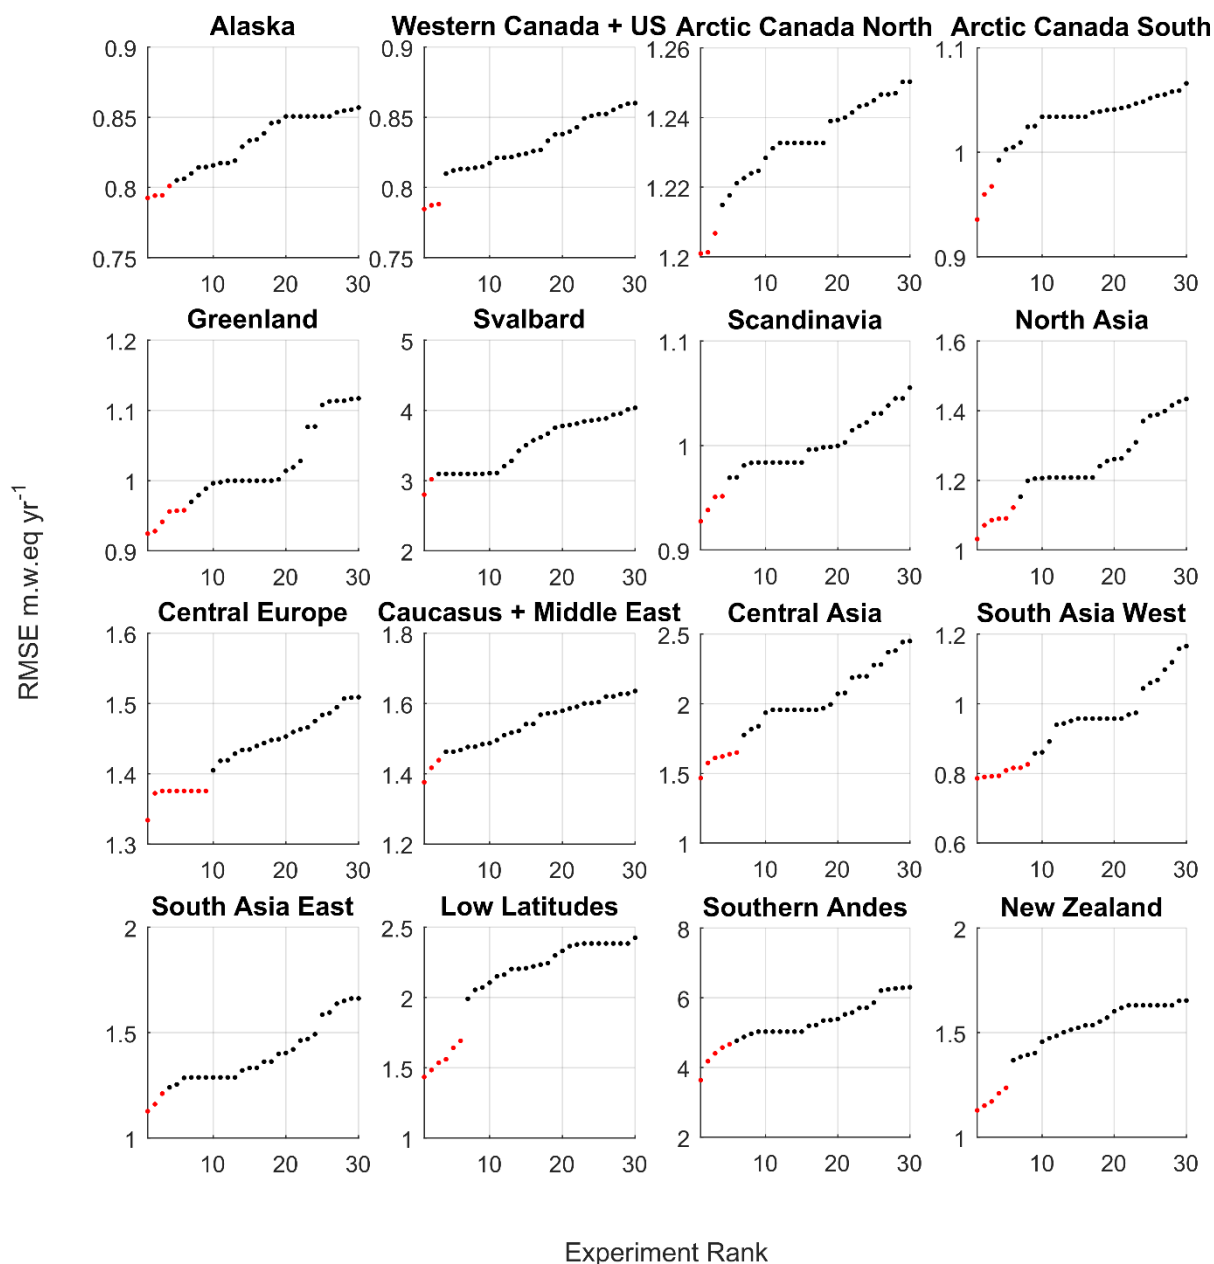 Alaska
0.9
0.85
0.8
0.75
10 20 30
Western Canada + US
0.9
0.85
0.8
0.75
10 20 30
Arctic Canada North
1.26
1.24
1.22
1.2
10 20 30
Arctic Canada South
1.1
1
0.9
10 20 30
Greenland
1.2
1.1
1
0.9
10 20 30
Svalbard
5
4
3
2
10 20 30
Scandinavia
1.1
1
0.9
10 20 30
North Asia
1.6
1.4
1.2
1
10 20 30
RMSE m.w.eq yr⁻¹
Central Europe
1.6
1.5
1.4
1.3
10 20 30
Caucasus + Middle East
1.8
1.6
1.4
1.2
10 20 30
Central Asia
2.5
2
1.5
1
10 20 30
South Asia West
1.2
1
0.8
0.6
10 20 30
South Asia East
2
1.5
1
10 20 30
Low Latitudes
2.5
2
1.5
1
10 20 30
Southern Andes
8
6
4
2
10 20 30
New Zealand
2
1.5
1
10 20 30
Experiment Rank